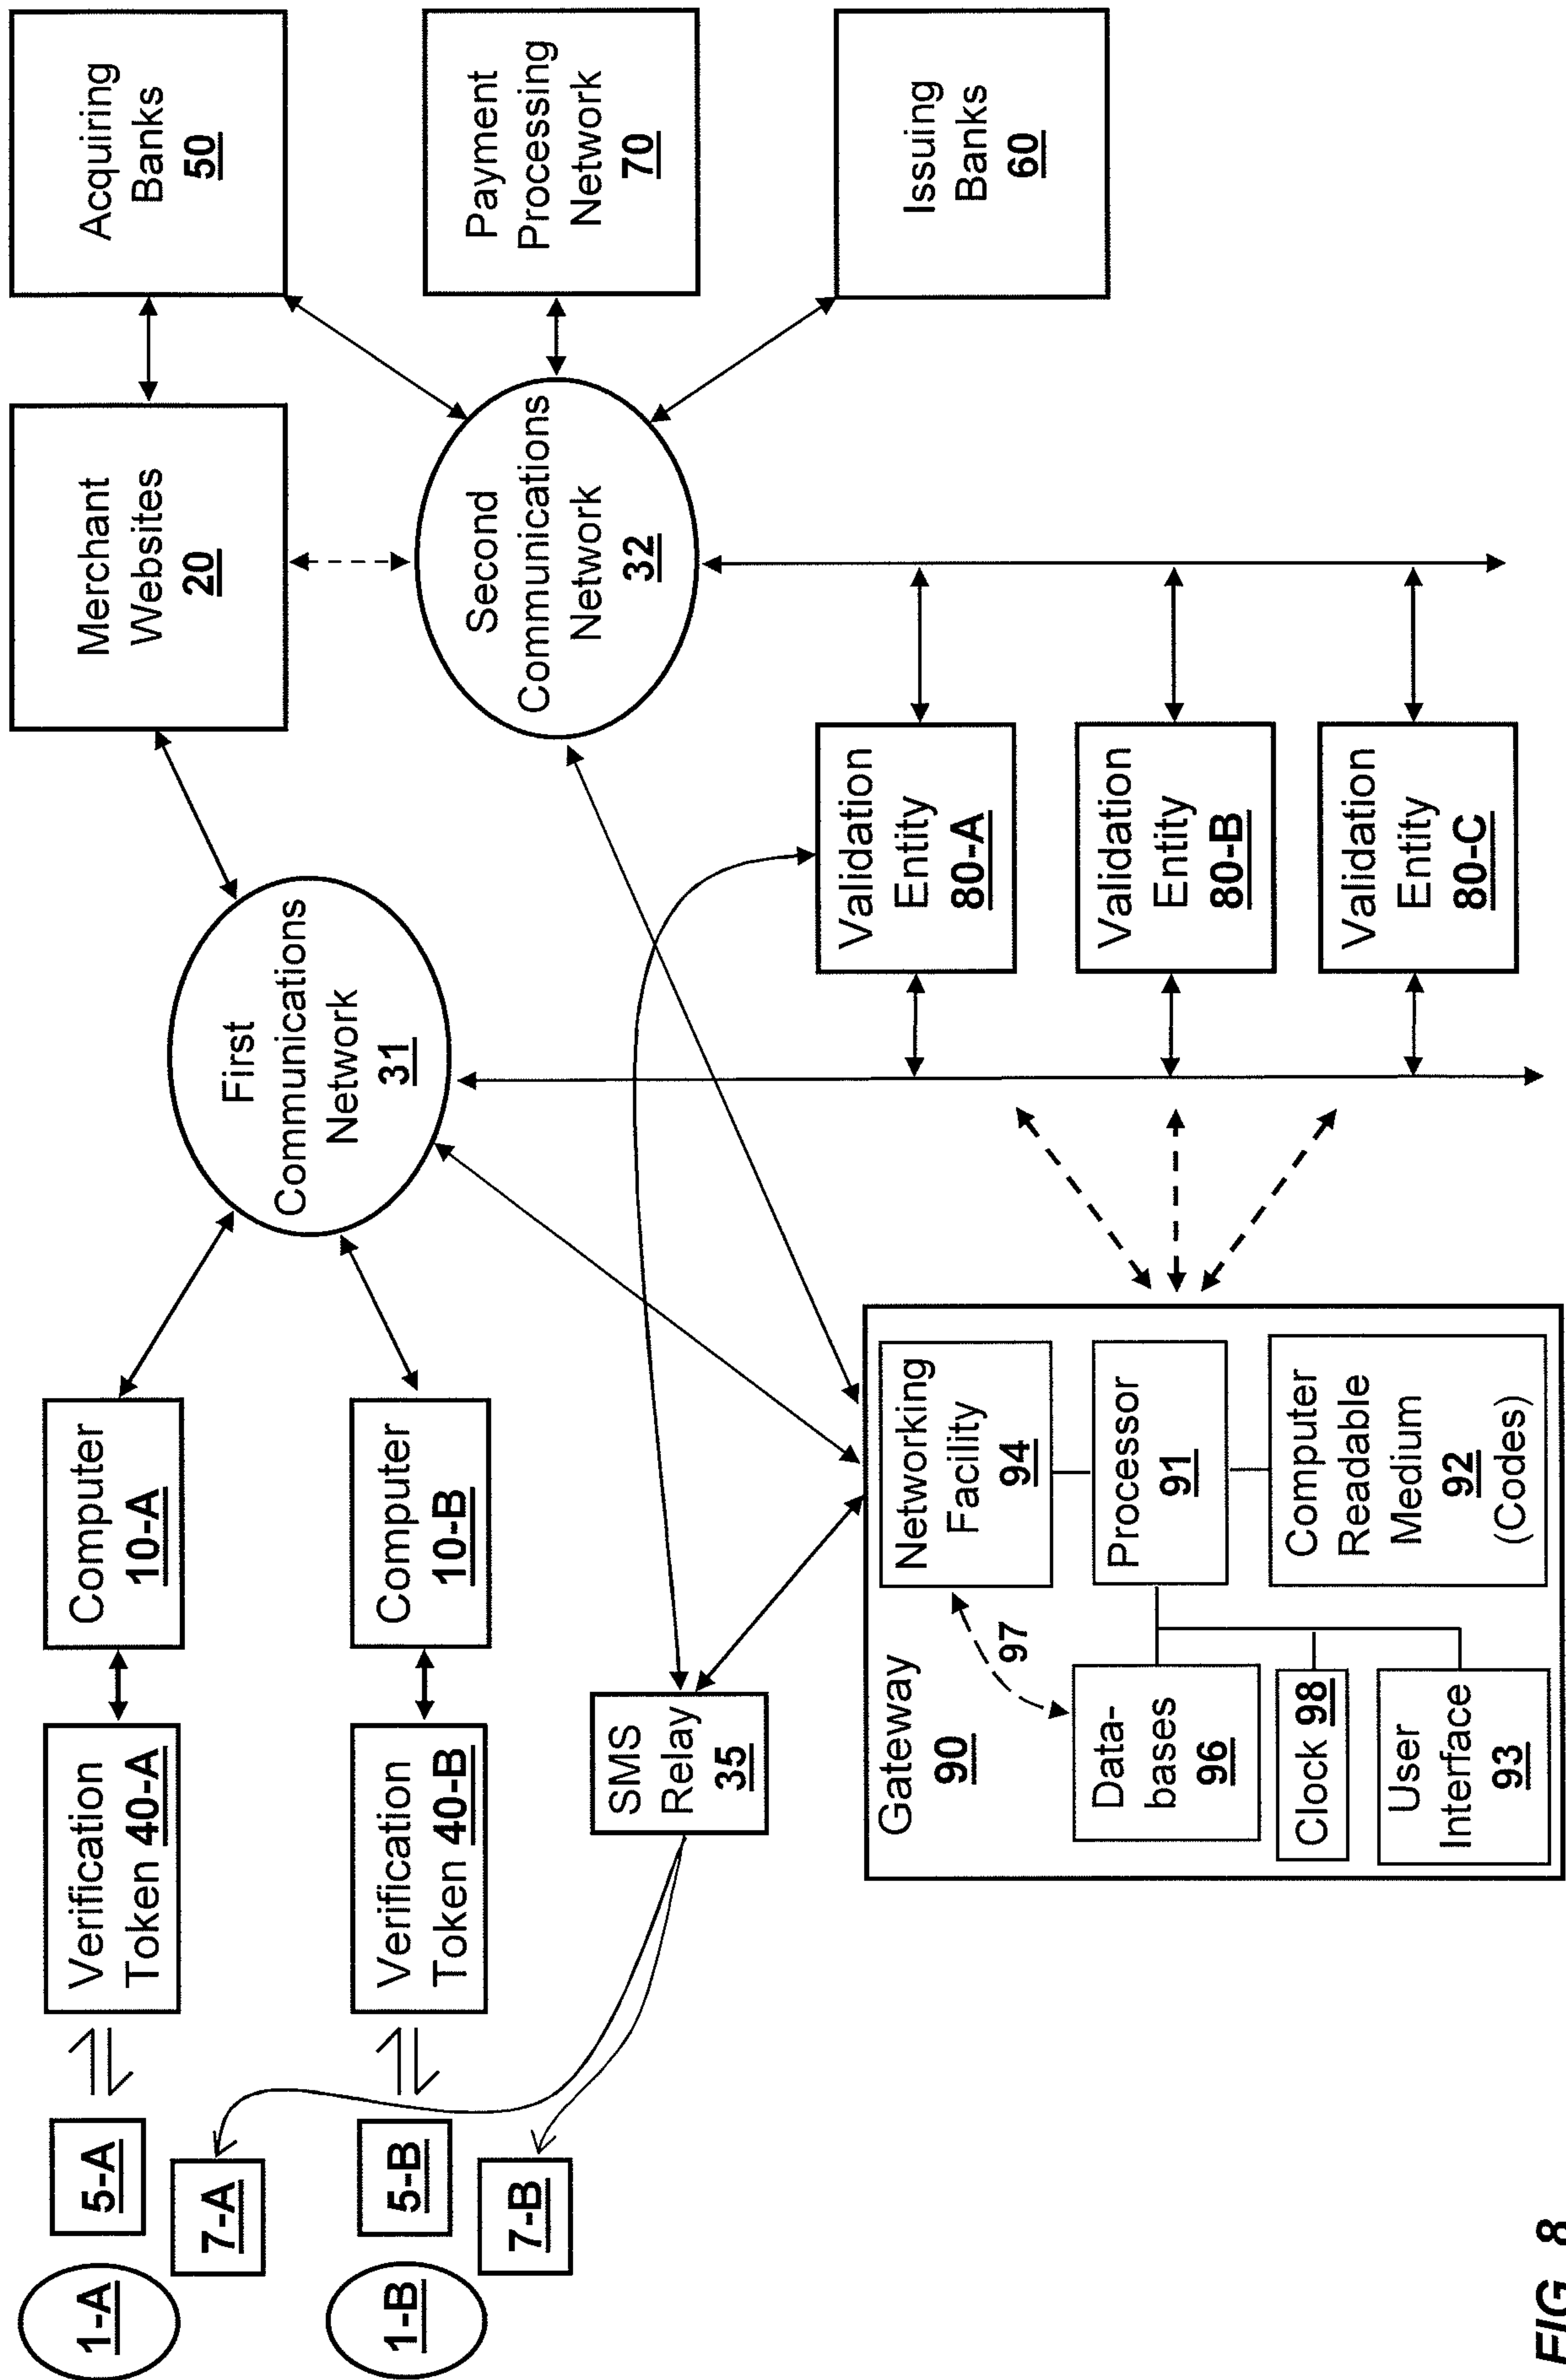 1-A
5-A
7-A
Verification
Token 40-A
Computer
10-A
1-B
5-B
7-B
Verification
Token 40-B
Computer
10-B
First
Communications
Network
31
Merchant
Websites
20
Acquiring
Banks
50
Second
Communications
Network
32
Payment
Processing
Network
70
Issuing
Banks
60
SMS
Relay
35
Validation
Entity
80-A
Validation
Entity
80-B
Validation
Entity
80-C
Gateway
90
Networking
Facility
94
97
Data-
bases
96
Processor
91
Clock 98
User
Interface
93
Computer
Readable
Medium
92
(Codes)
FIG. 8